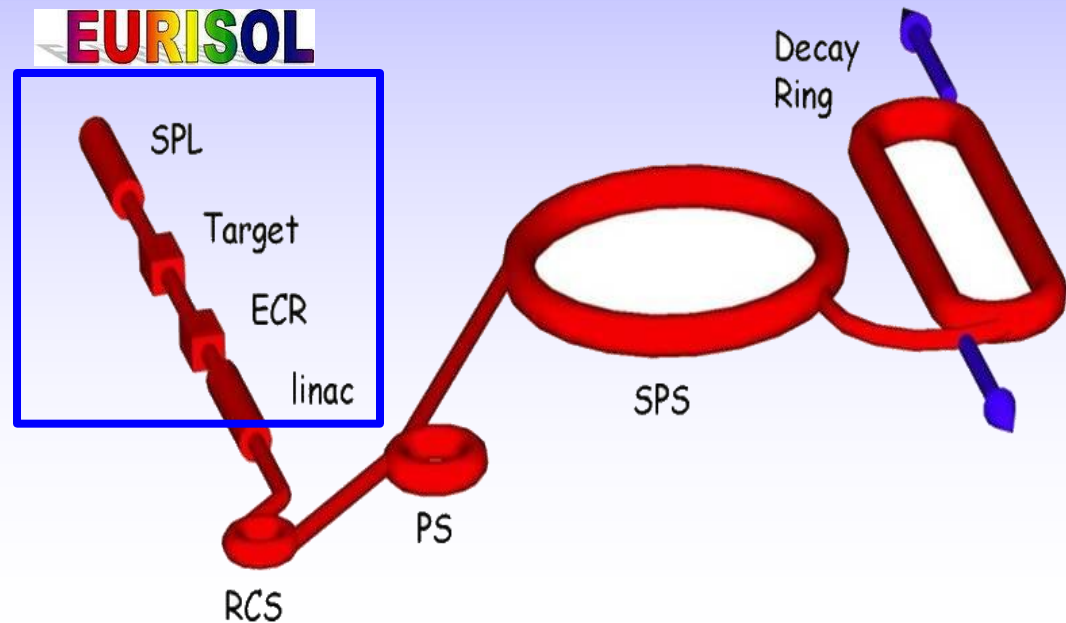 EURISOL
Decay
Ring
SPL
Target
ECR
linac
SPS
PS
RCS